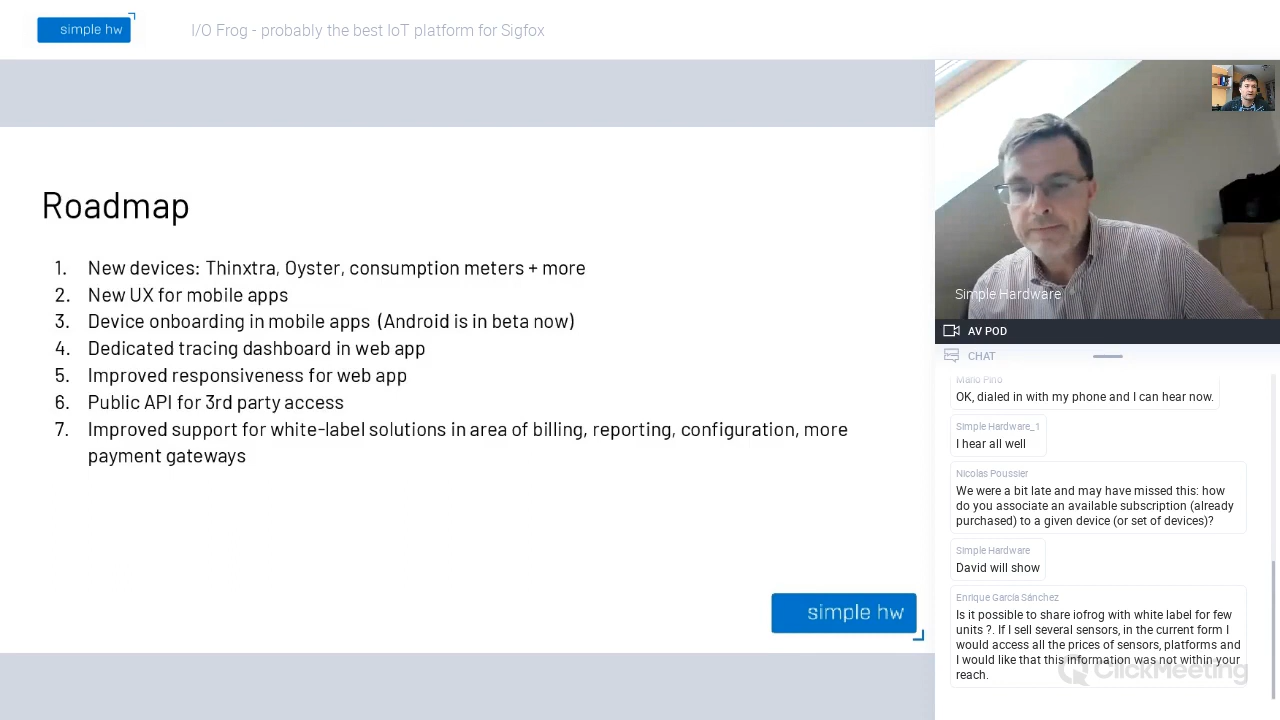 simple hw
I/O Frog - probably the best IoT platform for Sigfox
Roadmap
1. New devices: Thinxtra, Oyster, consumption meters + more
2. New UX for mobile apps
3. Device onboarding in mobile apps (Android is in beta now)
4. Dedicated tracing dashboard in web app
5. Improved responsiveness for web app
6. Public API for 3rd party access
7. Improved support for white-label solutions in area of billing, reporting, configuration, more
payment gateways
simple hw
Simple Hardware
AV POD
CHAT
Mario Pino
OK, dialed in with my phone and I can hear now.
Simple Hardware_1
I hear all well
Nicolas Poussier
We were a bit late and may have missed this: how
do you associate an available subscription (already
purchased) to a given device (or set of devices)?
Simple Hardware
David will show
Enrique García Sánchez
Is it possible to share iofrog with white label for few
units ?. If I sell several sensors, in the current form I
would access all the prices of sensors, platforms and
I would like that this information was not within your
reach.
ClickMeeting